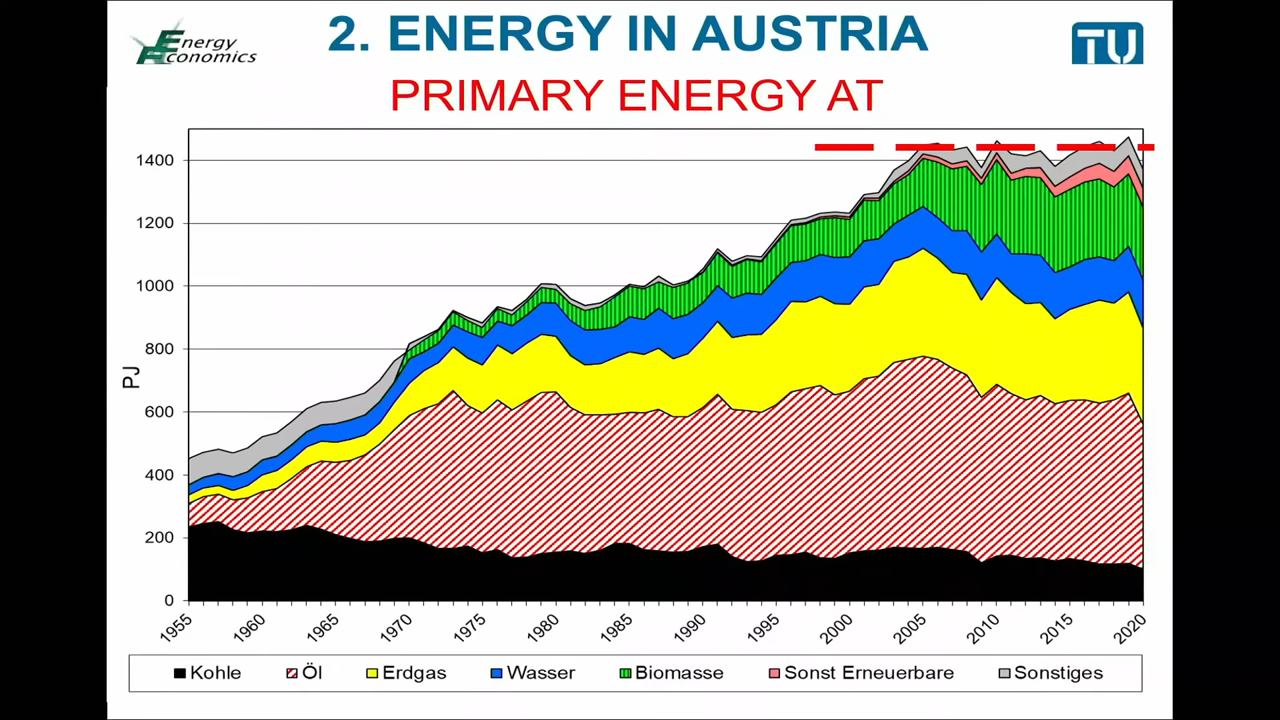 Energy
Economics
2. ENERGY IN AUSTRIA
TU
PRIMARY ENERGY AT
PJ
1400
1200
1000
800
600
400
200
0
1955 1960 1965 1970 1975 1980 1985 1990 1995 2000 2005 2010 2015 2020
Kohle Öl Erdgas Wasser Biomasse Sonst Erneuerbare Sonstiges